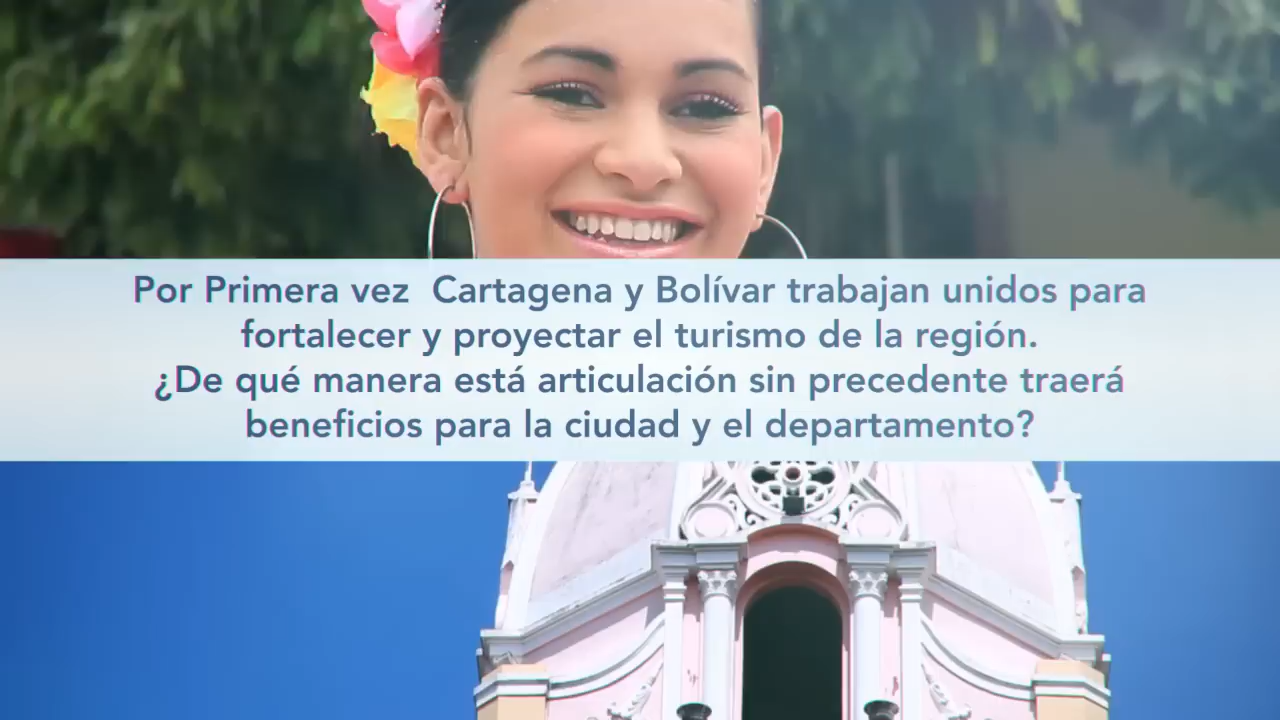 Por Primera vez  Cartagena y Bolívar trabajan unidos para
fortalecer y proyectar el turismo de la región.
¿De qué manera está articulación sin precedente traerá
beneficios para la ciudad y el departamento?